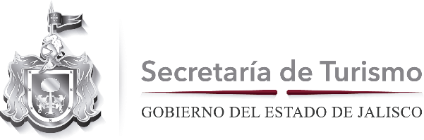 Secretaría de Turismo
GOBIERNO DEL ESTADO DE JALISCO